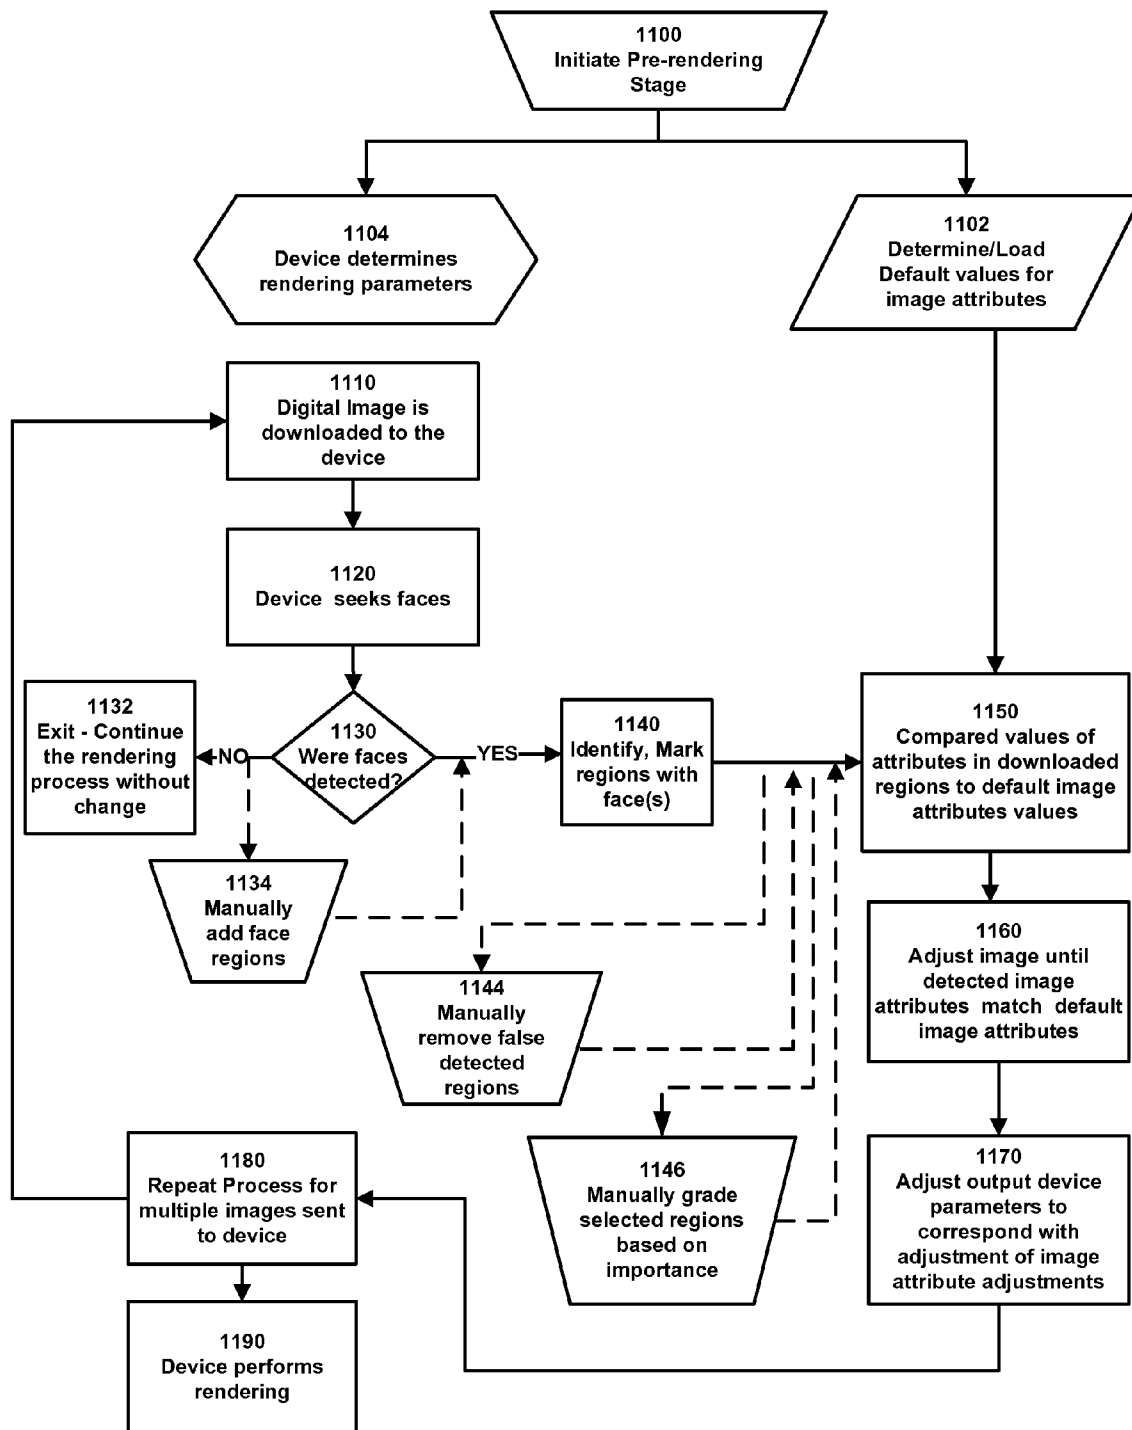 1100
Initiate Pre-rendering
Stage
1104
Device determines
rendering parameters
1102
Determine/Load
Default values for
image attributes
1110
Digital Image is
downloaded to the
device
1120
Device seeks faces
1130
Were faces
detected?
NO
YES
1132
Exit - Continue
the rendering
process without
change
1134
Manually
add face
regions
1140
Identify, Mark
regions with
face(s)
1144
Manually
remove false
detected
regions
1146
Manually grade
selected regions
based on
importance
1150
Compared values of
attributes in downloaded
regions to default image
attributes values
1160
Adjust image until
detected image
attributes match default
image attributes
1170
Adjust output device
parameters to
correspond with
adjustment of image
attribute adjustments
1180
Repeat Process for
multiple images sent
to device
1190
Device performs
rendering